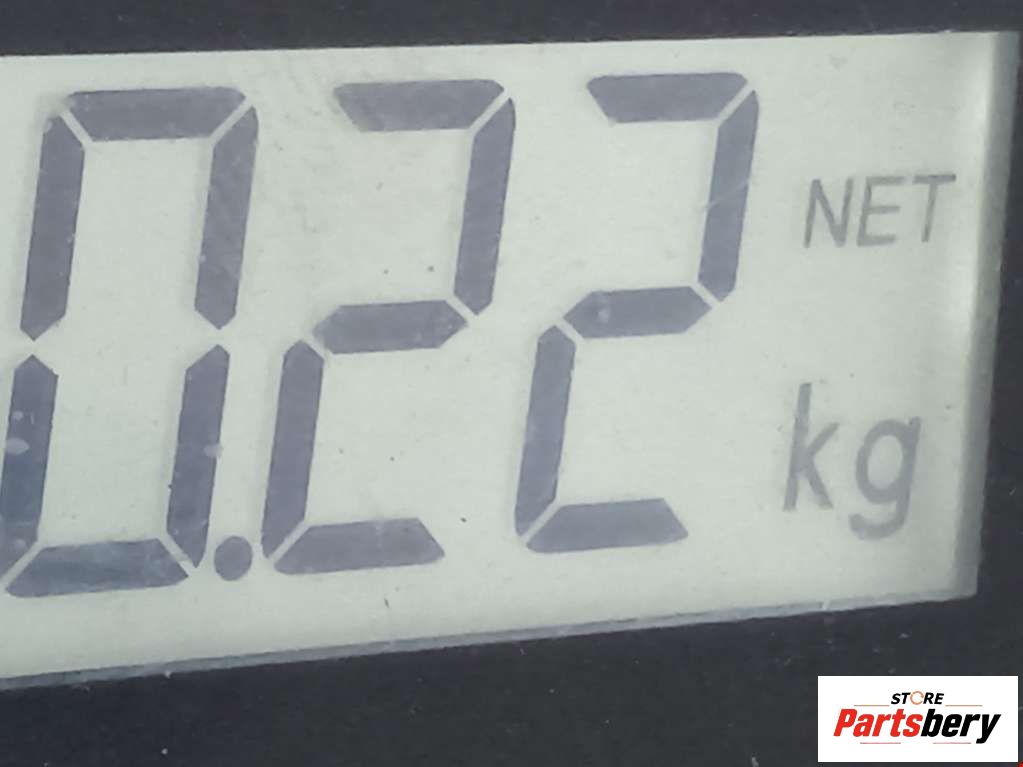 0.22
NET
kg
STORE
Partsbery